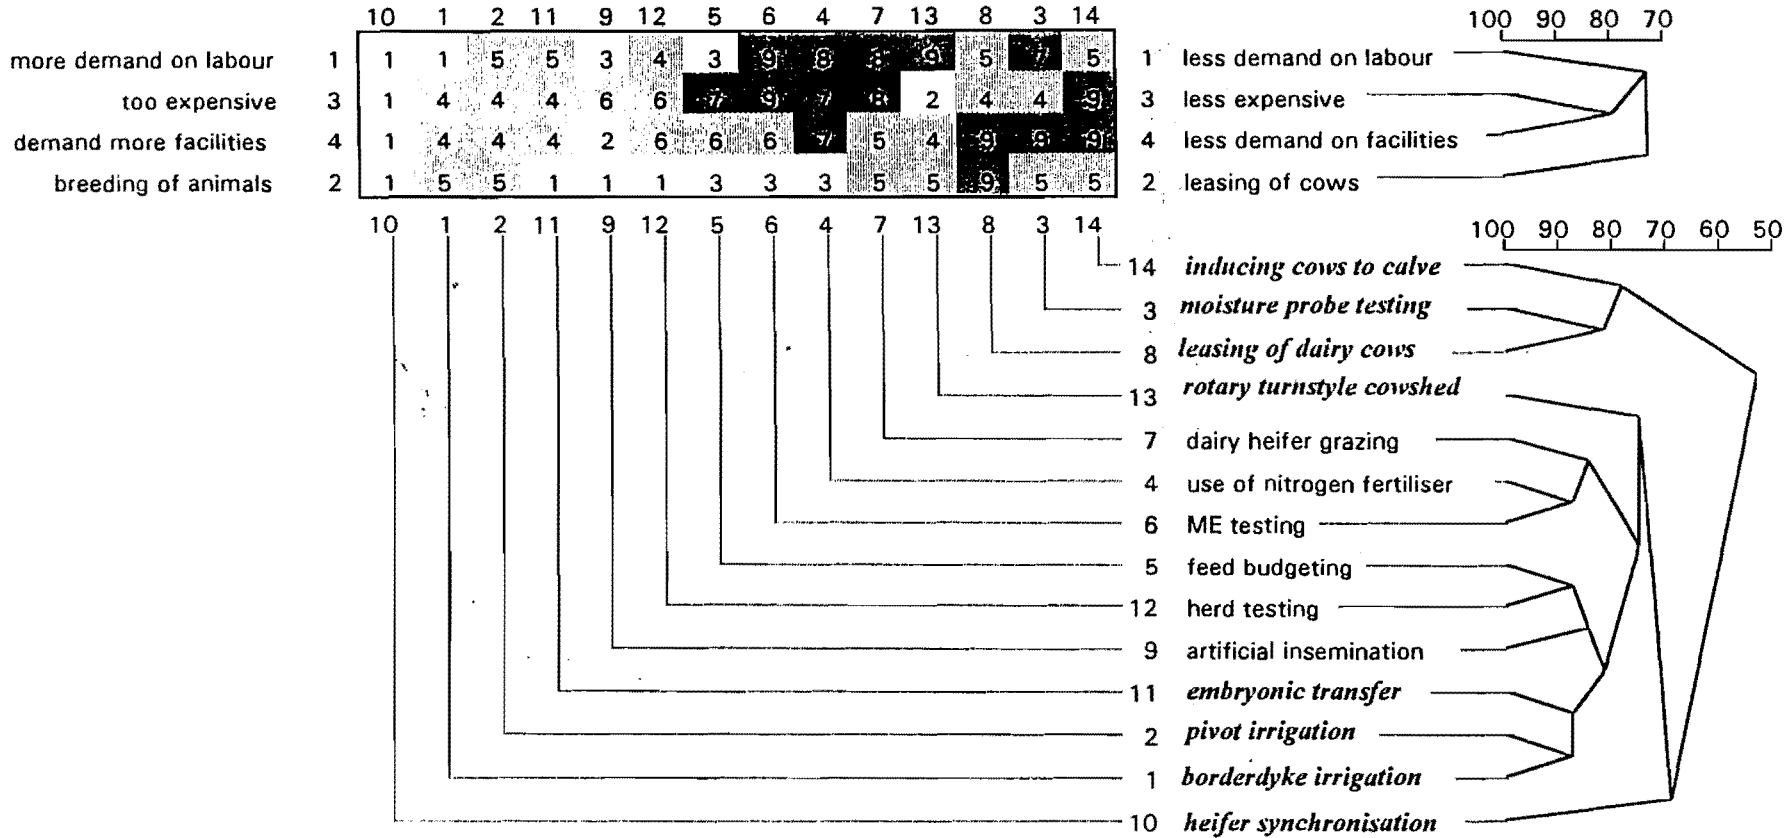 10 1 2 11 9 12 5 6 4 7 13 8 3 14 100 90 80 70
more demand on labour 1 1 1 5 5 3 4 3 9 8 8 9 5 7 5 1 less demand on labour
too expensive 3 1 4 4 4 6 6 7 9 7 8 2 4 4 9 3 less expensive
demand more facilities 4 1 4 4 4 2 6 6 6 7 5 4 9 9 9 4 less demand on facilities
breeding of animals 2 1 5 5 1 1 1 3 3 3 5 5 9 5 5 2 leasing of cows
10 1 2 11 9 12 5 6 4 7 13 8 3 14 100 90 80 70 60 50
14 inducing cows to calve
3 moisture probe testing
8 leasing of dairy cows
13 rotary turnstyle cowshed
7 dairy heifer grazing
4 use of nitrogen fertiliser
6 ME testing
5 feed budgeting
12 herd testing
9 artificial insemination
11 embryonic transfer
2 pivot irrigation
1 borderdyke irrigation
10 heifer synchronisation